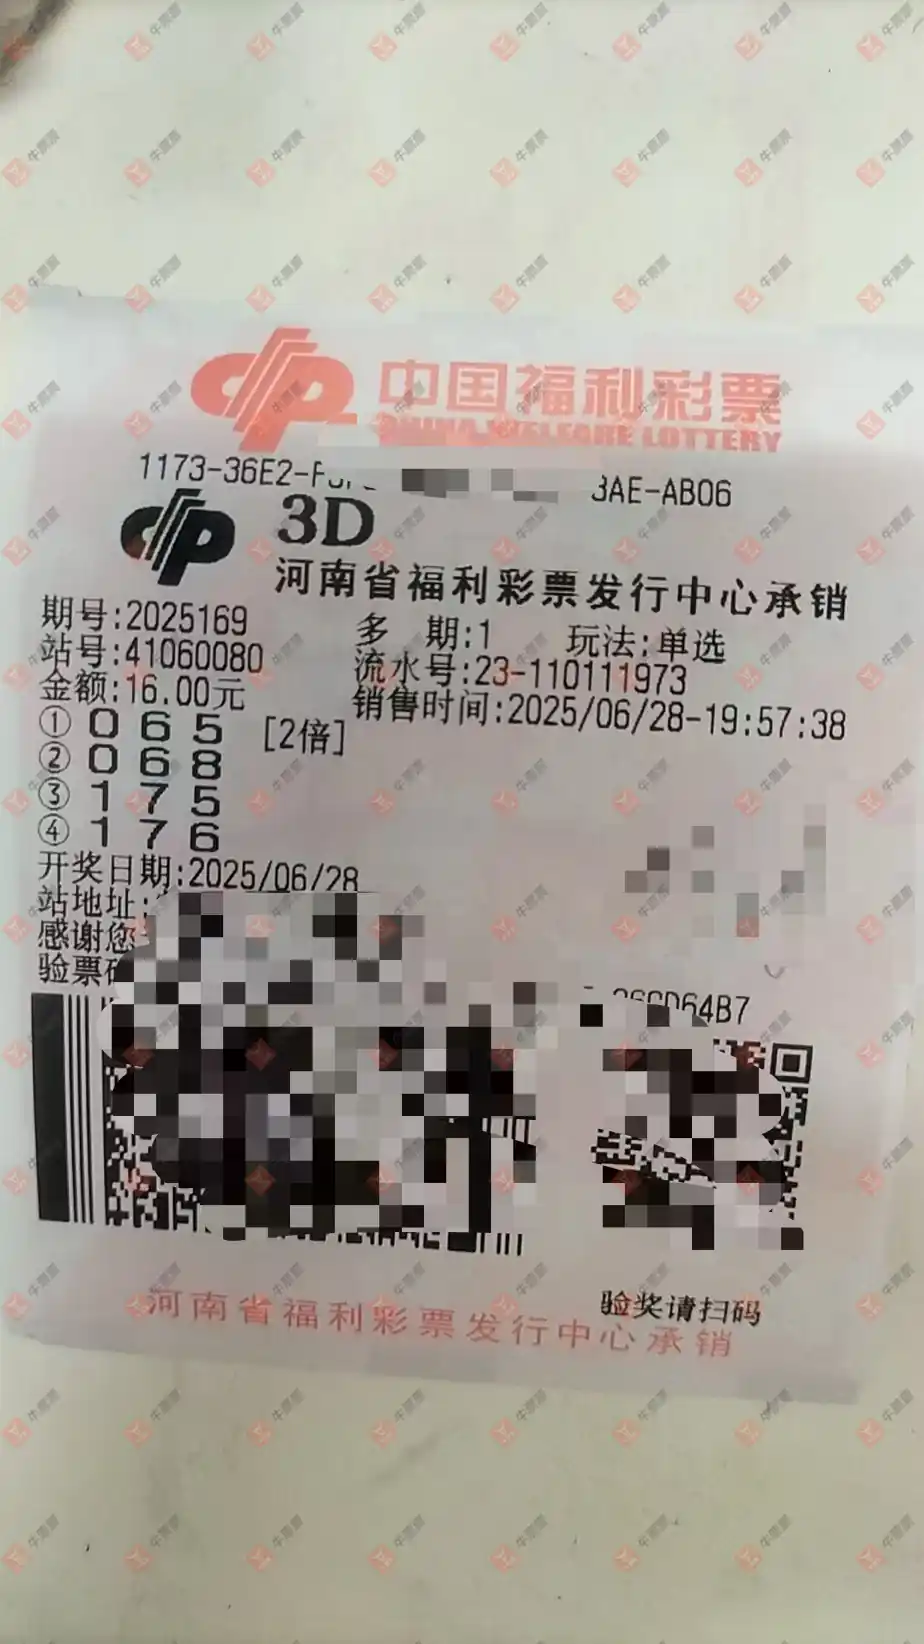 中国福利彩票
CHINA WELFARE LOTTERY
1173-36E2-F 3AE-AB06
3D
河南省福利彩票发行中心承销
期号:2025169 多 期:1 玩法:单选
站号:41060080 流水号:23-110111973
金额:16.00元 销售时间:2025/06/28-19:57:38
① 0 6 5 [2倍]
② 0 6 8
③ 1 7 5
④ 1 7 6
开奖日期:2025/06/28
站地址:
感谢您
验票码
26CD64B7
验奖请扫码
河南省福利彩票发行中心承销